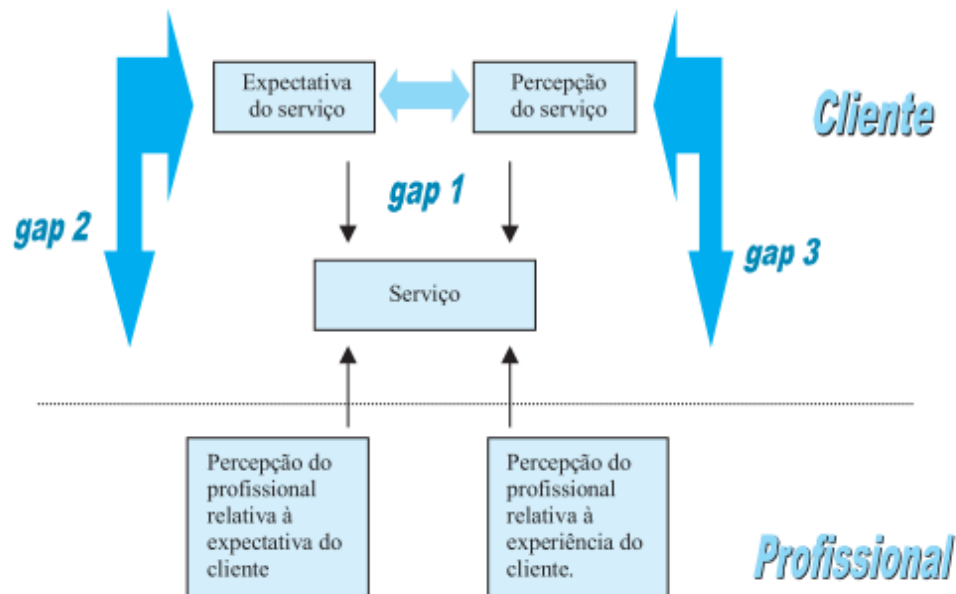 Expectativa
do serviço
Percepção
do serviço
Cliente
gap 1
gap 2
gap 3
Serviço
Percepção do
profissional
relativa à
expectativa do
cliente
Percepção do
profissional
relativa à
experiência do
cliente.
Profissional